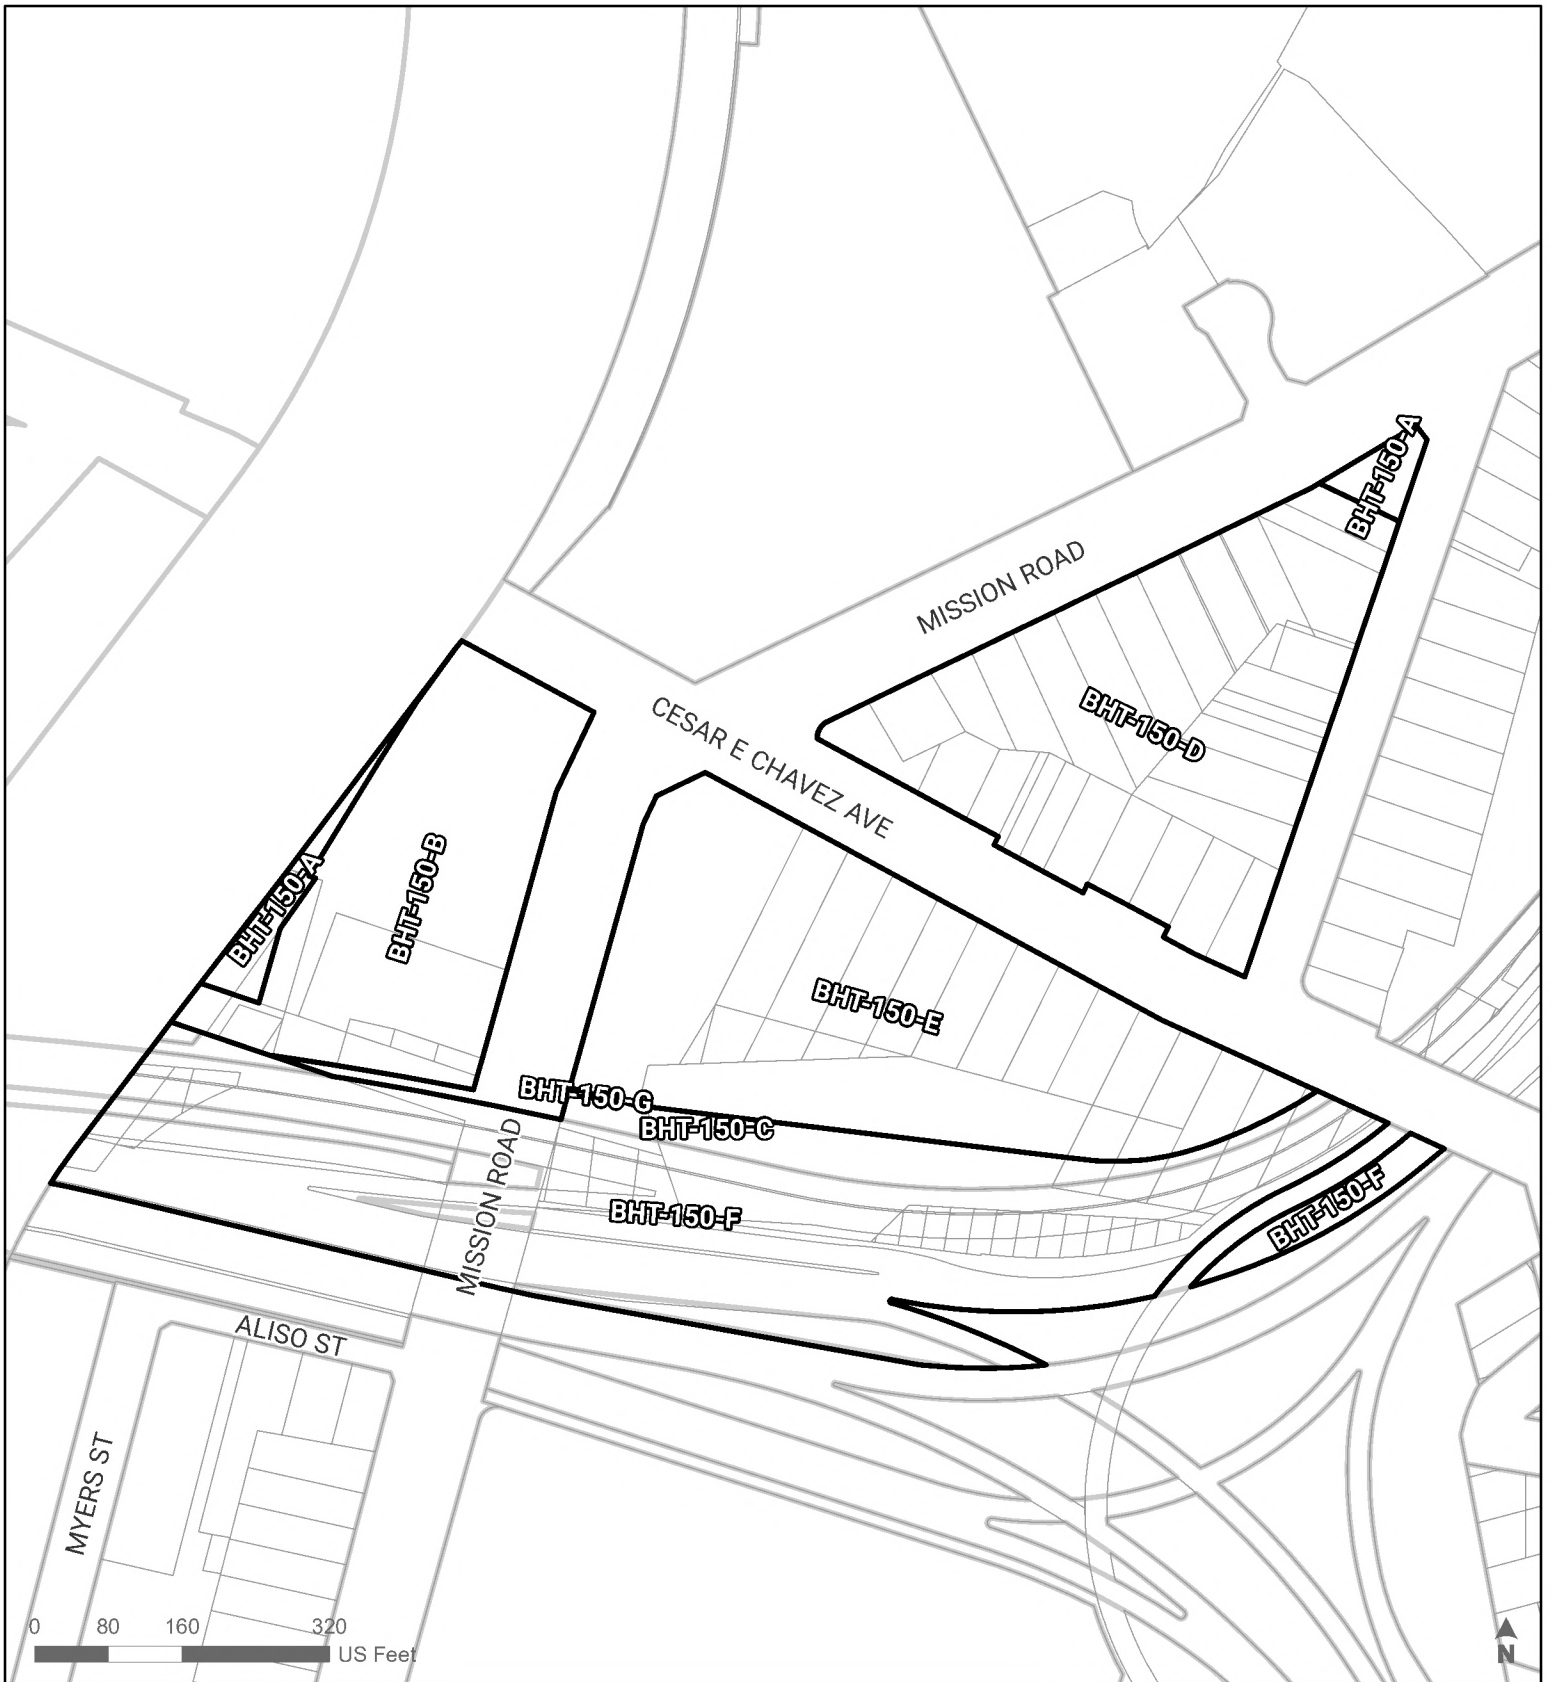 BHT-150-A
MISSION ROAD
BHT-150-D
CESAR E CHAVEZ AVE
BHT-150-B
BHT-150-A
BHT-150-E
BHT-150-G
BHT-150-C
MISSION ROAD
BHT-150-F
BHT-150-F
ALISO ST
MYERS ST
0 80 160 320
US Feet
N